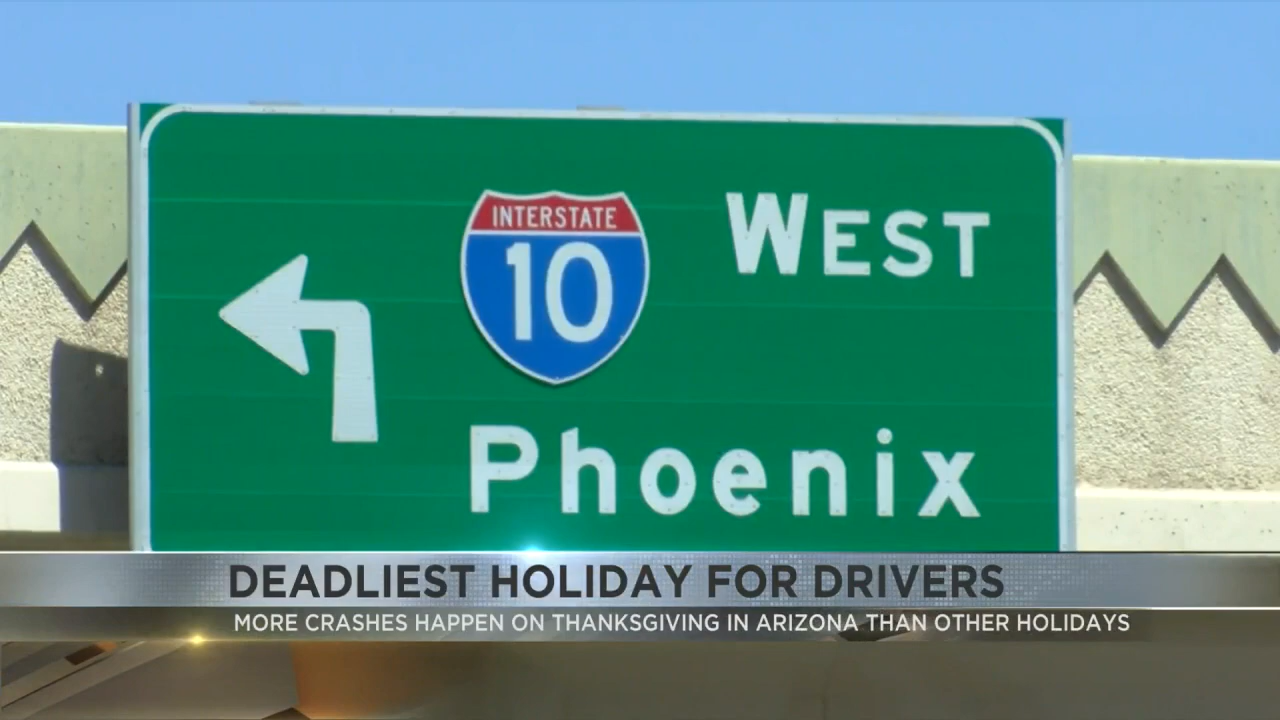 INTERSTATE
10
WEST
Phoenix
DEADLIEST HOLIDAY FOR DRIVERS
MORE CRASHES HAPPEN ON THANKSGIVING IN ARIZONA THAN OTHER HOLIDAYS